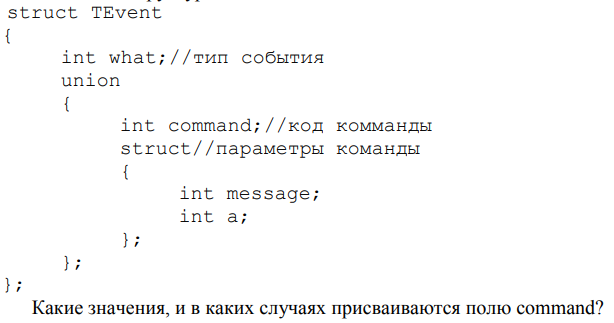 struct TEvent
{
int what;//тип события
union
{
int command;//код комманды
struct//параметры команды
{
int message;
int a;
};
};
};
Какие значения, и в каких случаях присваиваются полю command?